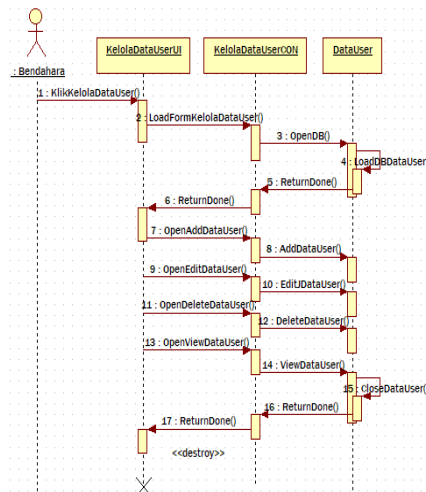 KelolaDataUserUI
KelolaDataUserCON
DataUser
: Bendahara
1 : KlikKelolaDataUser()
2 : LoadFormKelolaDataUser()
3 : OpenDB()
4 : LoadDBDataUser
5 : ReturnDone()
6 : ReturnDone()
7 : OpenAddDataUser()
8 : AddDataUser()
9 : OpenEditDataUser()
10 : EditJDataUser()
11 : OpenDeleteDataUser()
12 : DeleteDataUser()
13 : OpenViewDataUser()
14 : ViewDataUser()
15 : CloseDataUser(
16 : ReturnDone()
17 : ReturnDone()
<<destroy>>